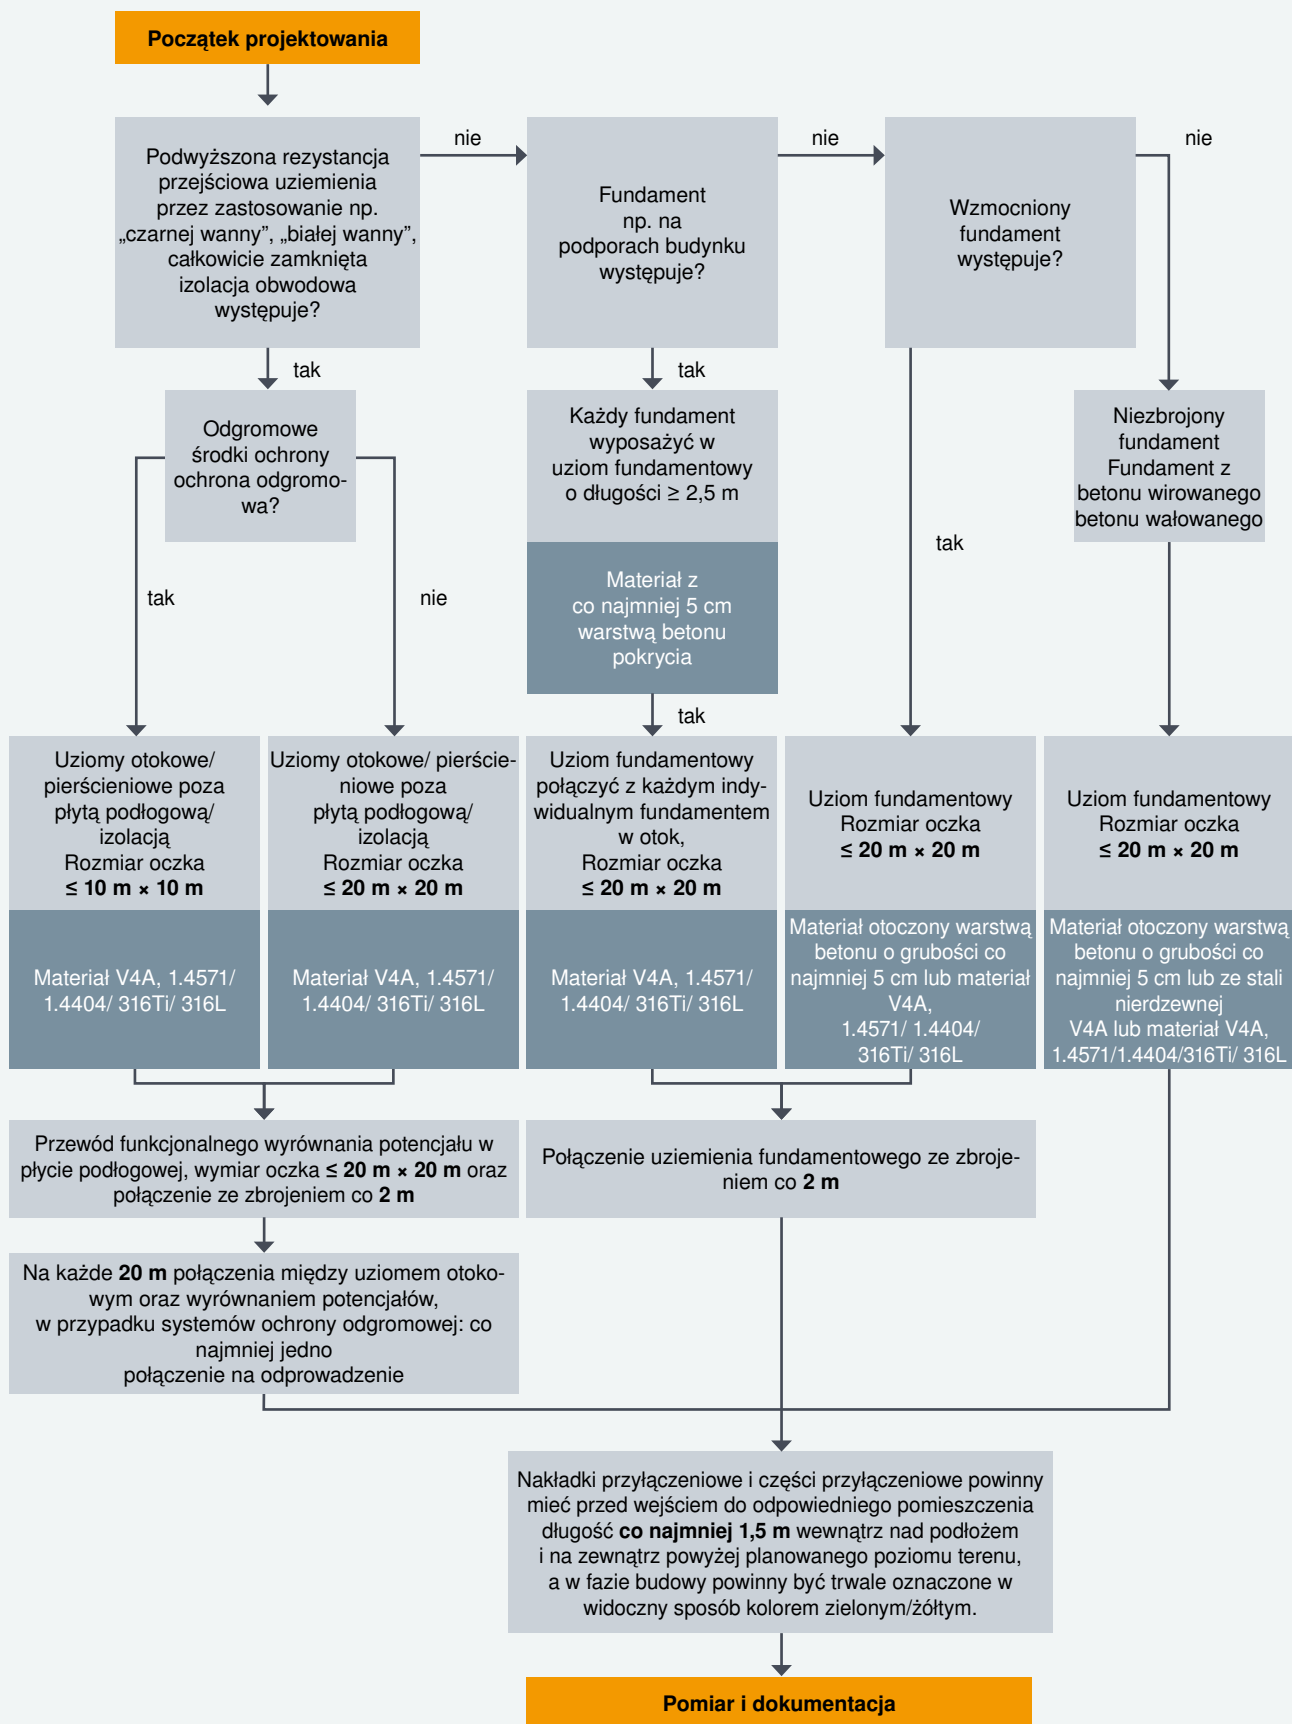 Początek projektowania
nie
nie
nie
Podwyższona rezystancja
przejściowa uziemienia
przez zastosowanie np.
„czarnej wanny”, „białej wanny”,
całkowicie zamknięta
izolacja obwodowa
występuje?
Fundament
np. na
podporach budynku
występuje?
Wzmocniony
fundament
występuje?
tak
tak
Odgromowe
środki ochrony
ochrona odgromo-
wa?
Każdy fundament
wyposażyć w
uziom fundamentowy
o długości ≥ 2,5 m
Niezbrojony
fundament
Fundament z
betonu wirowanego
betonu wałowanego
tak
tak
nie
Materiał z
co najmniej 5 cm
warstwą betonu
pokrycia
tak
Uziomy otokowe/
pierścieniowe poza
płytą podłogową/
izolacją
Rozmiar oczka
≤ 10 m × 10 m
Uziomy otokowe/ pierście-
niowe poza
płytą podłogową/
izolacją
Rozmiar oczka
≤ 20 m × 20 m
Uziom fundamentowy
połączyć z każdym indy-
widualnym fundamentem
w otok,
Rozmiar oczka
≤ 20 m × 20 m
Uziom fundamentowy
Rozmiar oczka
≤ 20 m × 20 m
Uziom fundamentowy
Rozmiar oczka
≤ 20 m × 20 m
Materiał V4A, 1.4571/
1.4404/ 316Ti/ 316L
Materiał V4A, 1.4571/
1.4404/ 316Ti/ 316L
Materiał V4A, 1.4571/
1.4404/ 316Ti/ 316L
Materiał otoczony warstwą
betonu o grubości co
najmniej 5 cm lub materiał
V4A,
1.4571/ 1.4404/
316Ti/ 316L
Materiał otoczony warstwą
betonu o grubości co
najmniej 5 cm lub ze stali
nierdzewnej
V4A lub materiał V4A,
1.4571/1.4404/316Ti/ 316L
Przewód funkcjonalnego wyrównania potencjału w
płycie podłogowej, wymiar oczka ≤ 20 m × 20 m oraz
połączenie ze zbrojeniem co 2 m
Połączenie uziemienia fundamentowego ze zbroje-
niem co 2 m
Na każde 20 m połączenia między uziomem otoko-
wym oraz wyrównaniem potencjałów,
w przypadku systemów ochrony odgromowej: co
najmniej jedno
połączenie na odprowadzenie
Nakładki przyłączeniowe i części przyłączeniowe powinny
mieć przed wejściem do odpowiedniego pomieszczenia
długość co najmniej 1,5 m wewnątrz nad podłożem
i na zewnątrz powyżej planowanego poziomu terenu,
a w fazie budowy powinny być trwale oznaczone w
widoczny sposób kolorem zielonym/żółtym.
Pomiar i dokumentacja